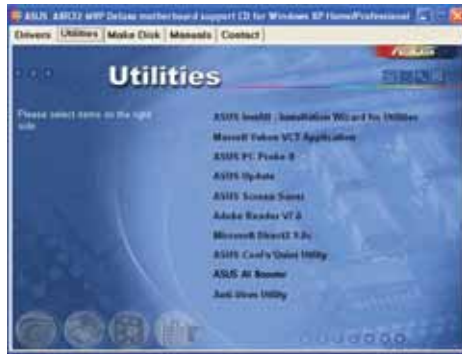 ASUS A8R32 MVP Deluxe motherboard support CD for Windows XP Home/Professional
Drivers Utilities Make Disk Manuals Contact
Utilities
Please select items on the right
side
ASUS InstAll - Installation Wizard for Utilities
Marvell Yukon VCT Application
ASUS PC Probe II
ASUS Update
ASUS Screen Saver
Adobe Reader V7.0
Microsoft DirectX 9.0c
ASUS Cool'n'Quiet Utility
ASUS AI Booster
Anti-Virus Utility